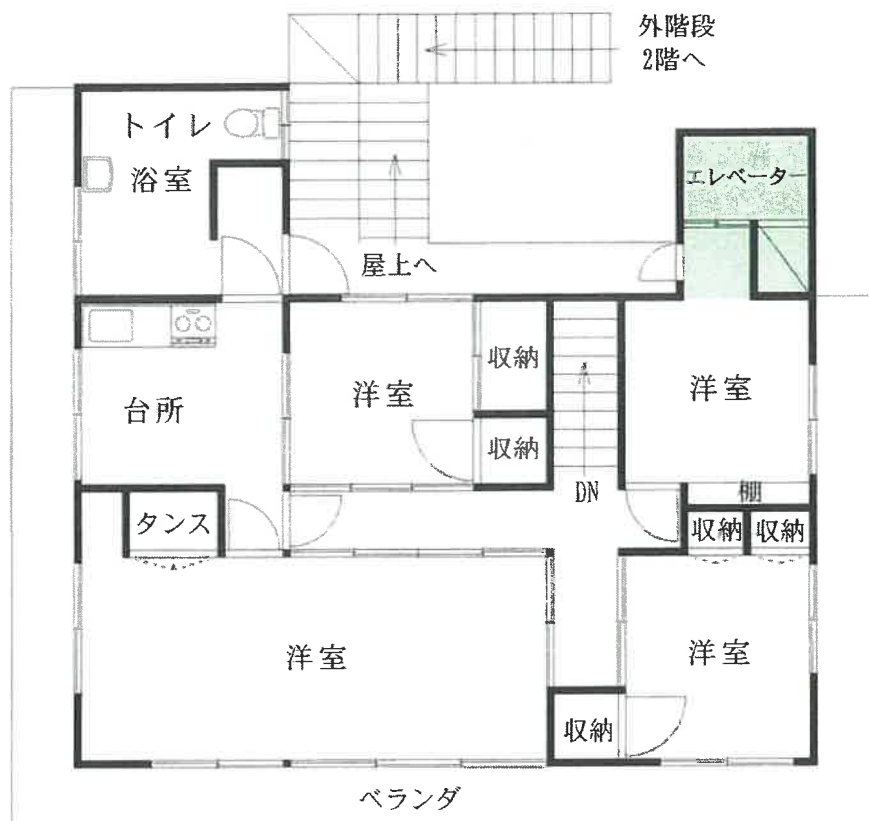 外階段
2階へ
トイレ
エレベーター
浴室
屋上へ
収納
洋室
洋室
台所
収納
DN
棚
タンス
収納
収納
洋室
洋室
収納
ベランダ